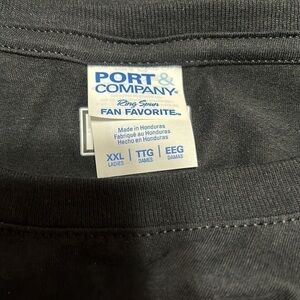 PORT &
COMPANY®
Ring Spun
FAN FAVORITE™
Made in Honduras
Fabriqué au Honduras
Hecho en Honduras
XXL | TTG | EEG
LADIES DAMES DAMAS